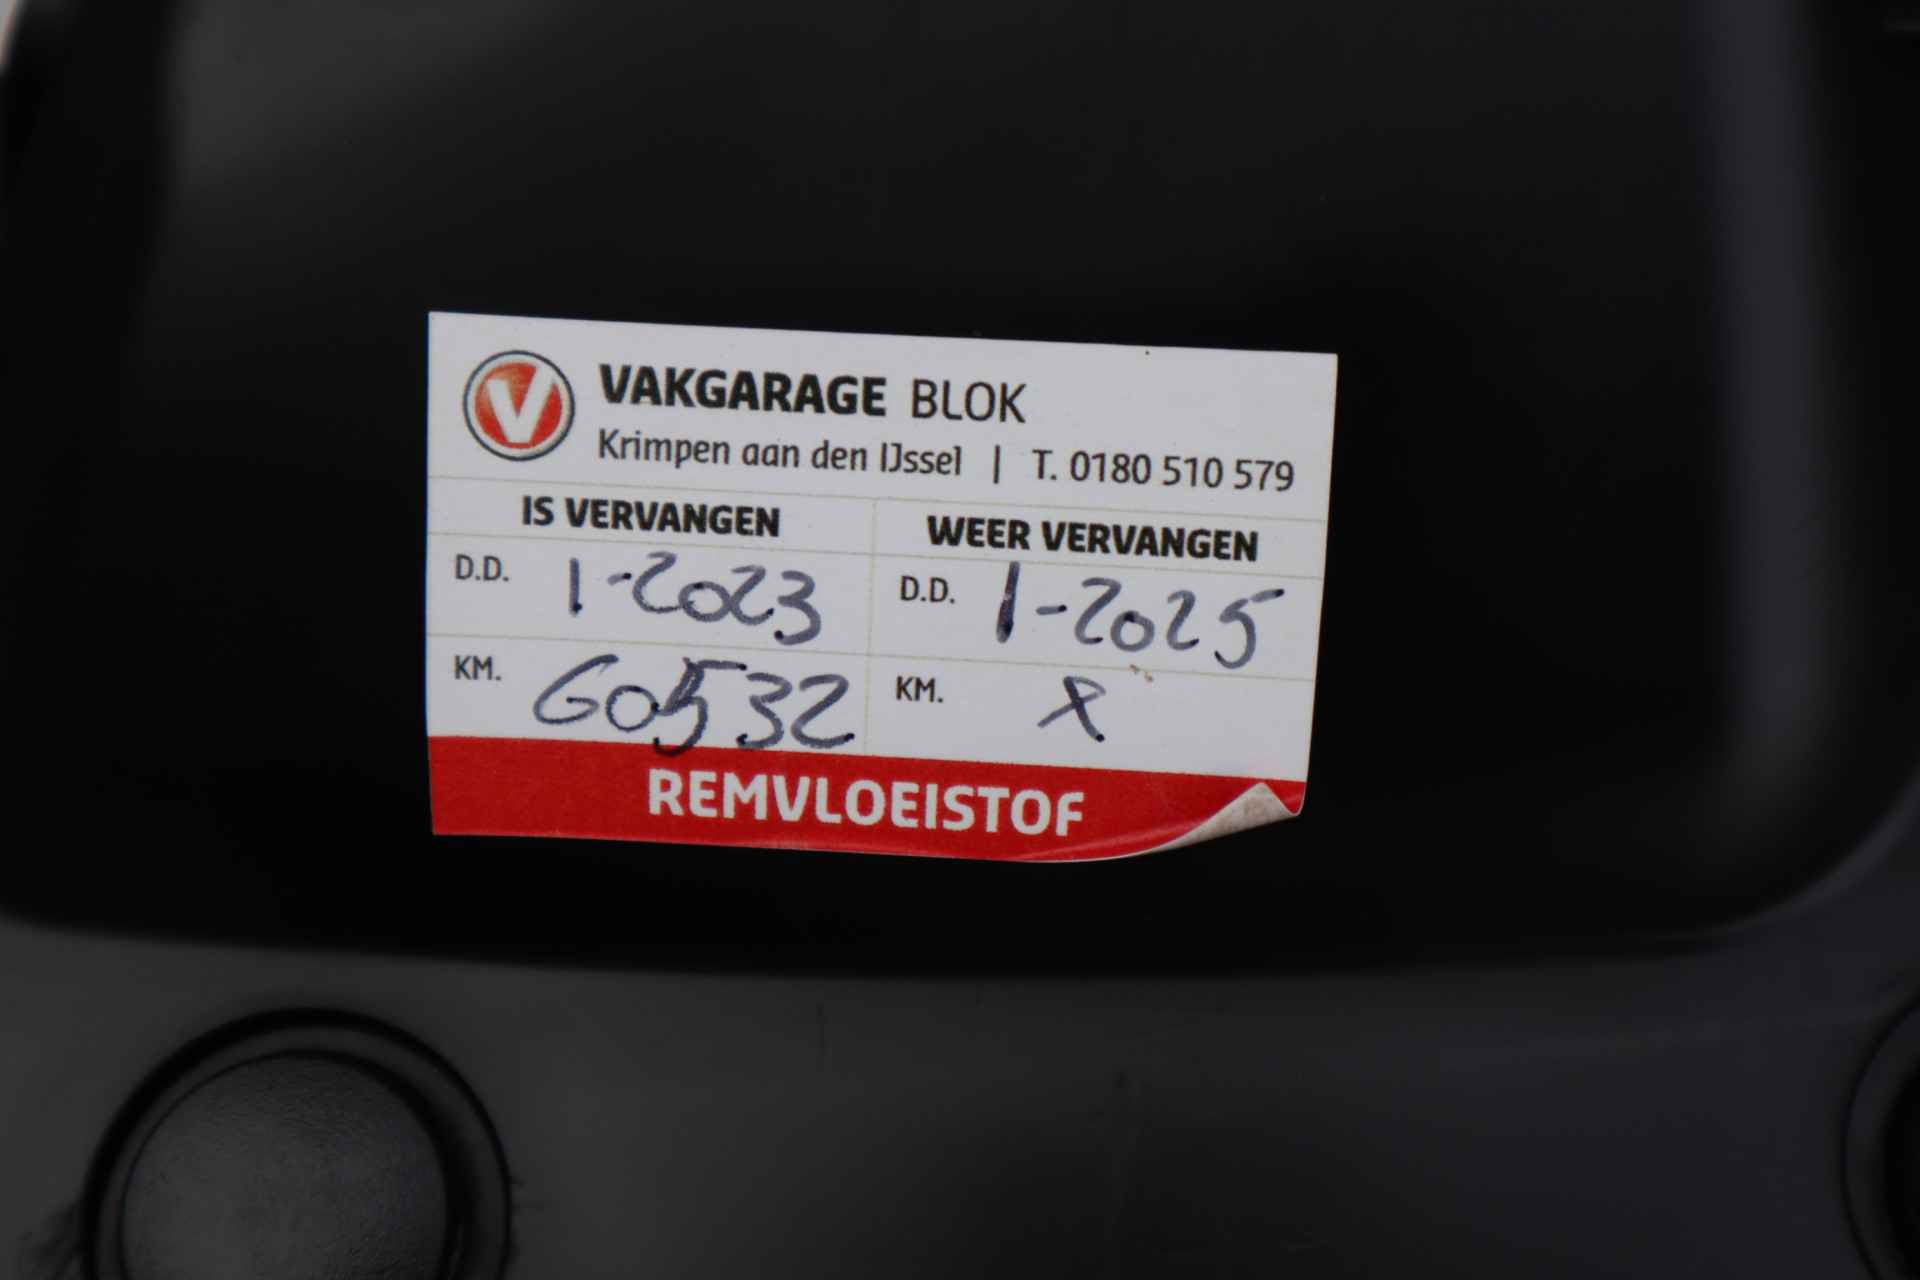 V VAKGARAGE BLOK
Krimpen aan den IJssel | T. 0180 510 579
IS VERVANGEN WEER VERVANGEN
D.D. 1-2023 D.D. 1-2025
KM. 60532 KM. X
REMVLOEISTOF